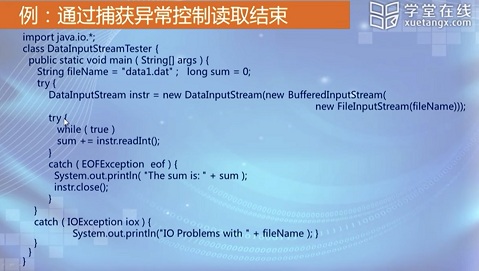 例：通过捕获异常控制读取结束
学堂在线
xuetangx.com
import java.io.*;
class DataInputStreamTester {
public static void main ( String[] args ) {
String fileName = "data1.dat" ;   long sum = 0;
try {
DataInputStream instr = new DataInputStream(new BufferedInputStream(
new FileInputStream(fileName)));
try {
while ( true )
sum += instr.readInt();
}
catch ( EOFException  eof ) {
System.out.println( "The sum is: " + sum );
instr.close();
}
}
catch ( IOException iox ) {
System.out.println("IO Problems with " + fileName ); }
}
}